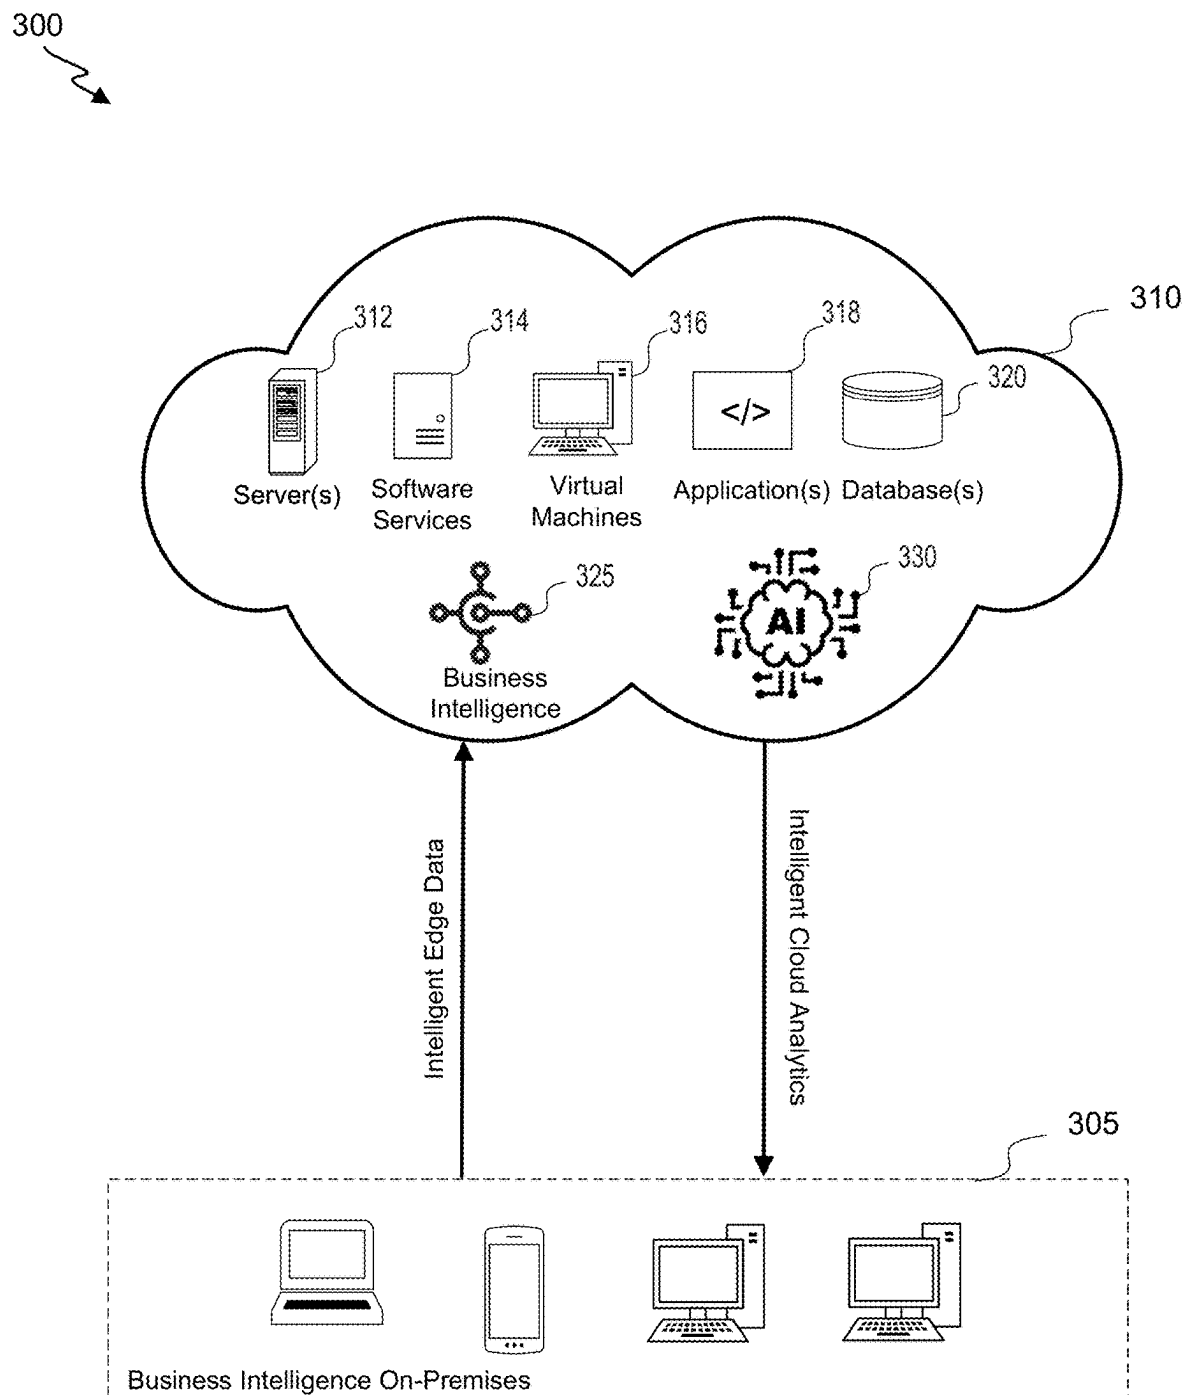 300
310
312
314
316
318
320
</>
Server(s)
Software
Services
Virtual
Machines
Application(s)
Database(s)
325
330
AI
Business
Intelligence
Intelligent Edge Data
Intelligent Cloud Analytics
305
Business Intelligence On-Premises